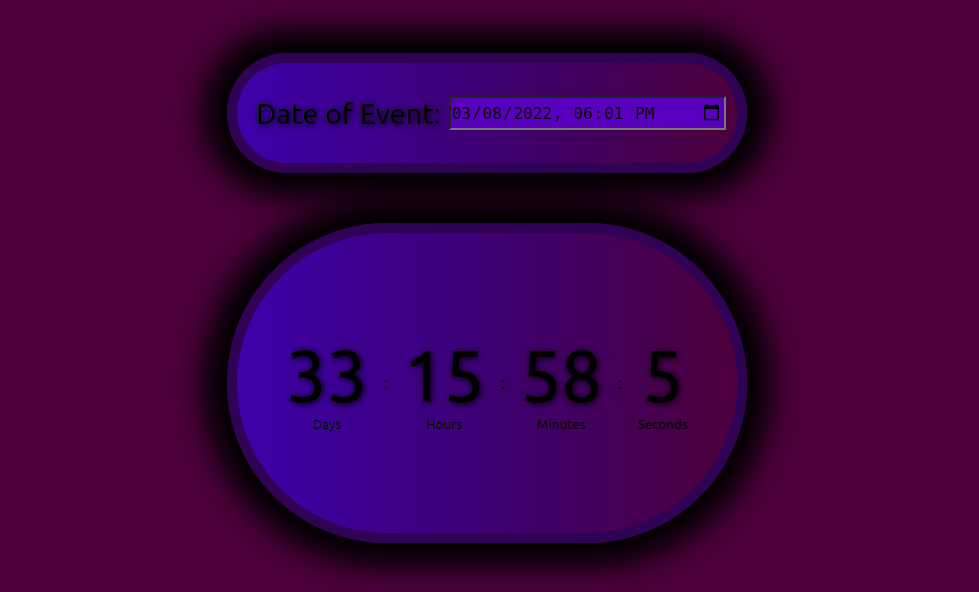 Date of Event: 03/08/2022, 06:01 PM
33 : 15 : 58 : 5
Days Hours Minutes Seconds